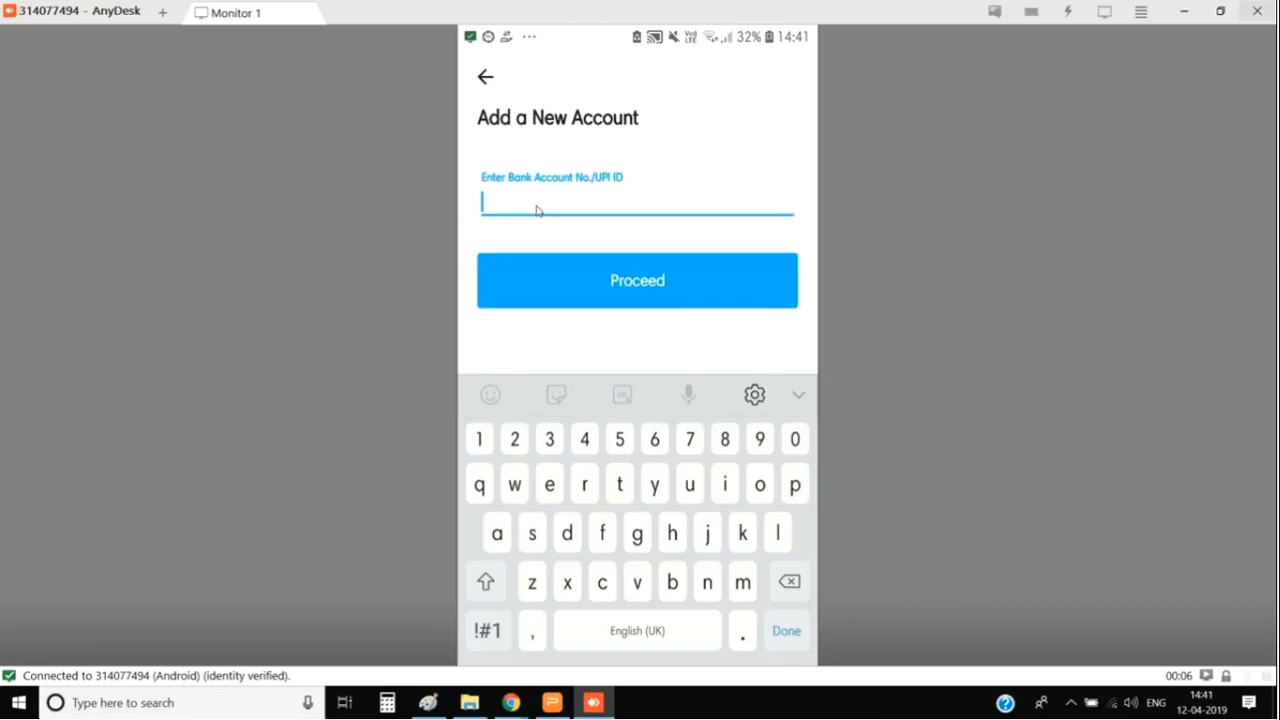 314077494 - AnyDesk + Monitor 1
32% 14:41
Add a New Account
Enter Bank Account No./UPI ID
Proceed
1 2 3 4 5 6 7 8 9 0
q w e r t y u i o p
a s d f g h j k l
z x c v b n m
!#1 , English (UK) . Done
Connected to 314077494 (Android) (identity verified). 00:06
Type here to search
ENG
14:41
12-04-2019